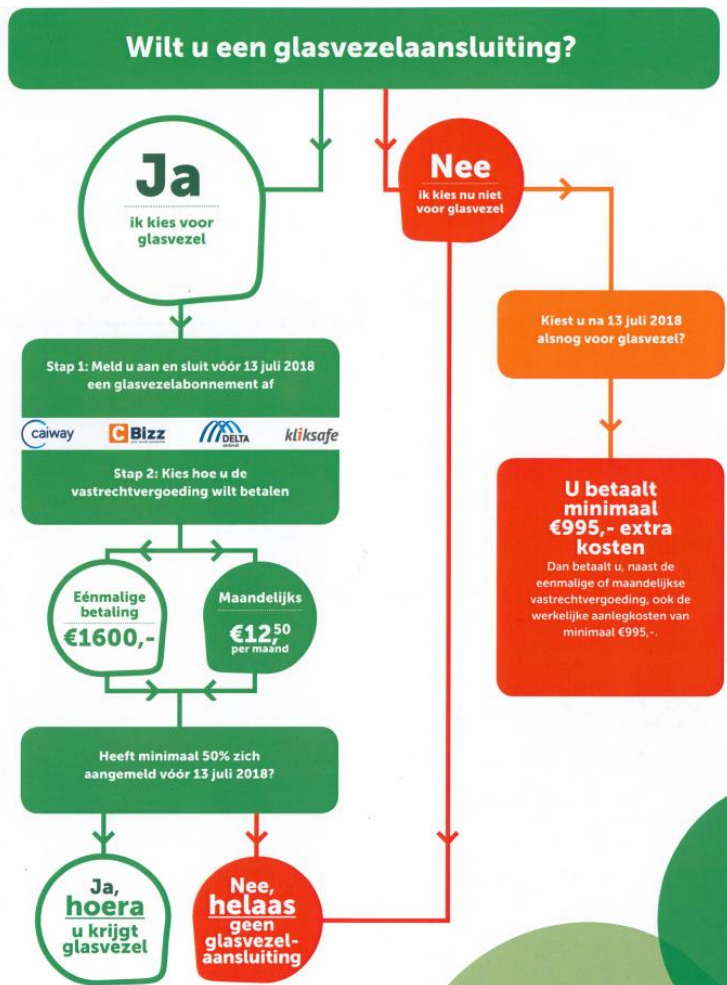 Wilt u een glasvezelaansluiting?
Ja
ik kies voor
glasvezel
Nee
ik kies nu niet
voor glasvezel
Kiest u na 13 juli 2018
alsnog voor glasvezel?
Stap 1: Meld u aan en sluit vóór 13 juli 2018
een glasvezelabonnement af
caiway
C Bizz
DELTA
kliksafe
Stap 2: Kies hoe u de
vastrechtvergoeding wilt betalen
U betaalt
minimaal
€995,- extra
kosten
Dan betaalt u, naast de
eenmalige of maandelijkse
vastrechtvergoeding, ook de
werkelijke aanlegkosten van
minimaal €995,-.
Eénmalige
betaling
€1600,-
Maandelijks
€12,50
per maand
Heeft minimaal 50% zich
aangemeld vóór 13 juli 2018?
Ja,
hoera
u krijgt
glasvezel
Nee,
helaas
geen
glasvezel-
aansluiting